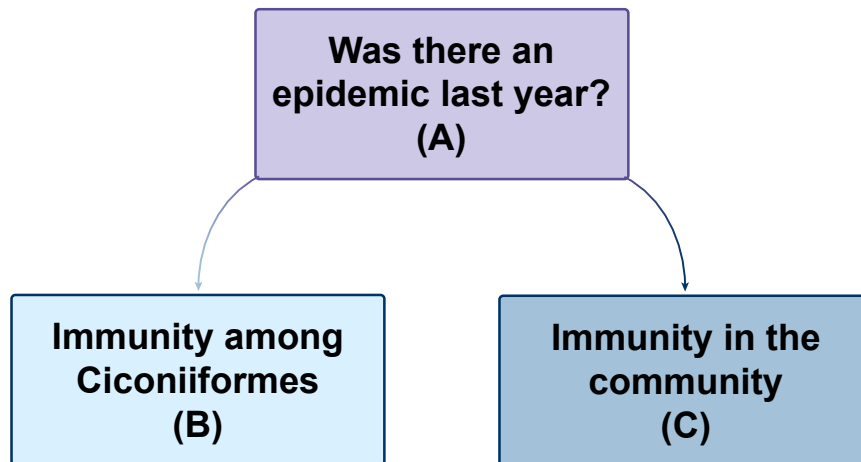 Was there an
epidemic last year?
(A)
Immunity among
Ciconiiformes
(B)
Immunity in the
community
(C)